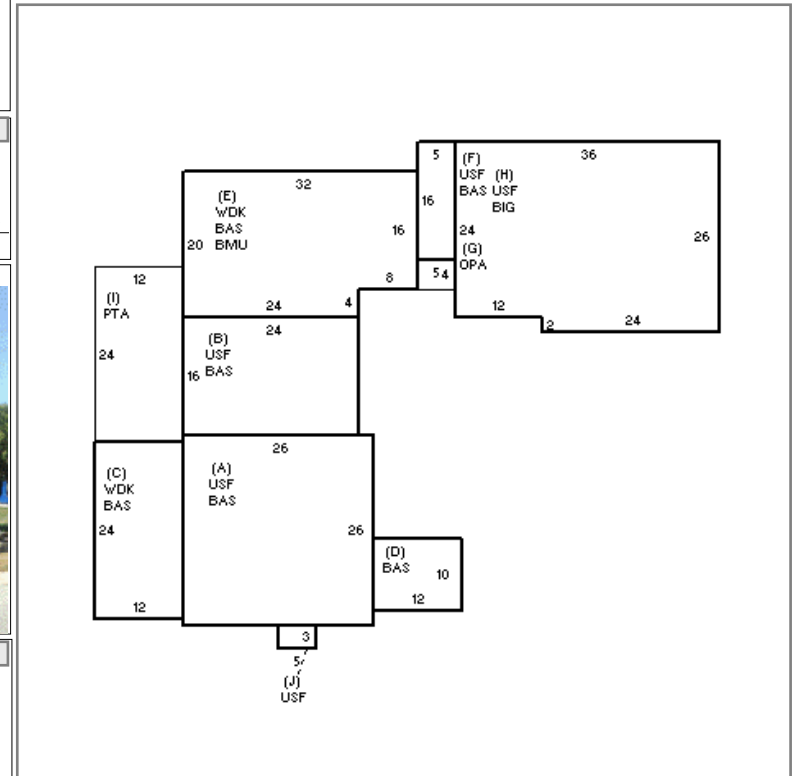 5
(F)
USF
BAS
(H)
USF
BIG
36
32
(E)
WDK
BAS
BMU
16
16
20
24
(G)
OPA
26
12
(I)
PTA
24
8
5 4
24
4
12
2
24
24
(B)
USF
BAS
16
26
(C)
WDK
BAS
24
12
(A)
USF
BAS
26
(D)
BAS
10
12
3
5
(J)
USF